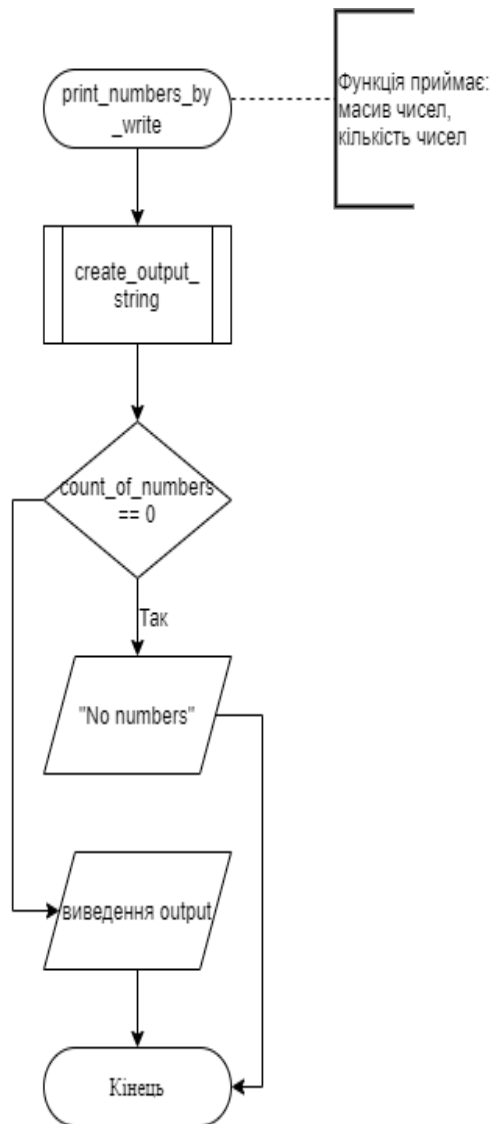 print_numbers_by
_write
Функція приймає:
масив чисел,
кількість чисел
create_output_
string
count_of_numbers
== 0
Так
"No numbers"
виведення output
Кінець